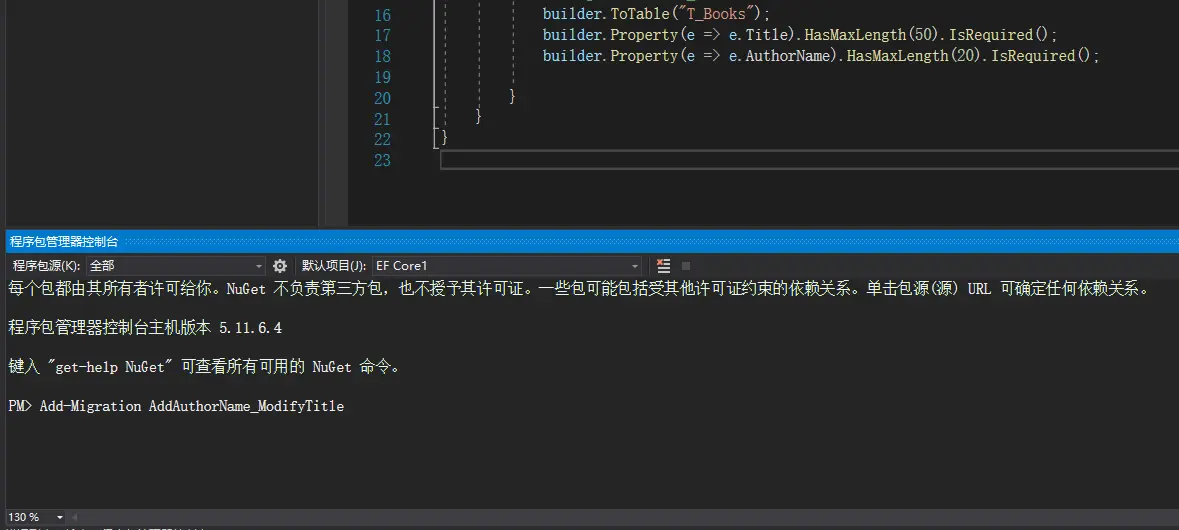 16 builder.ToTable("T_Books");
17 builder.Property(e => e.Title).HasMaxLength(50).IsRequired();
18 builder.Property(e => e.AuthorName).HasMaxLength(20).IsRequired();
19
20 }
21 }
22 }
23
程序包管理器控制台
程序包源(K): 全部 默认项目(J): EF Core1
每个包都由其所有者许可给你。NuGet 不负责第三方包，也不授予其许可证。一些包可能包括受其他许可证约束的依赖关系。单击包源(源) URL 可确定任何依赖关系。
程序包管理器控制台主机版本 5.11.6.4
键入 "get-help NuGet" 可查看所有可用的 NuGet 命令。
PM> Add-Migration AddAuthorName_ModifyTitle
130 %